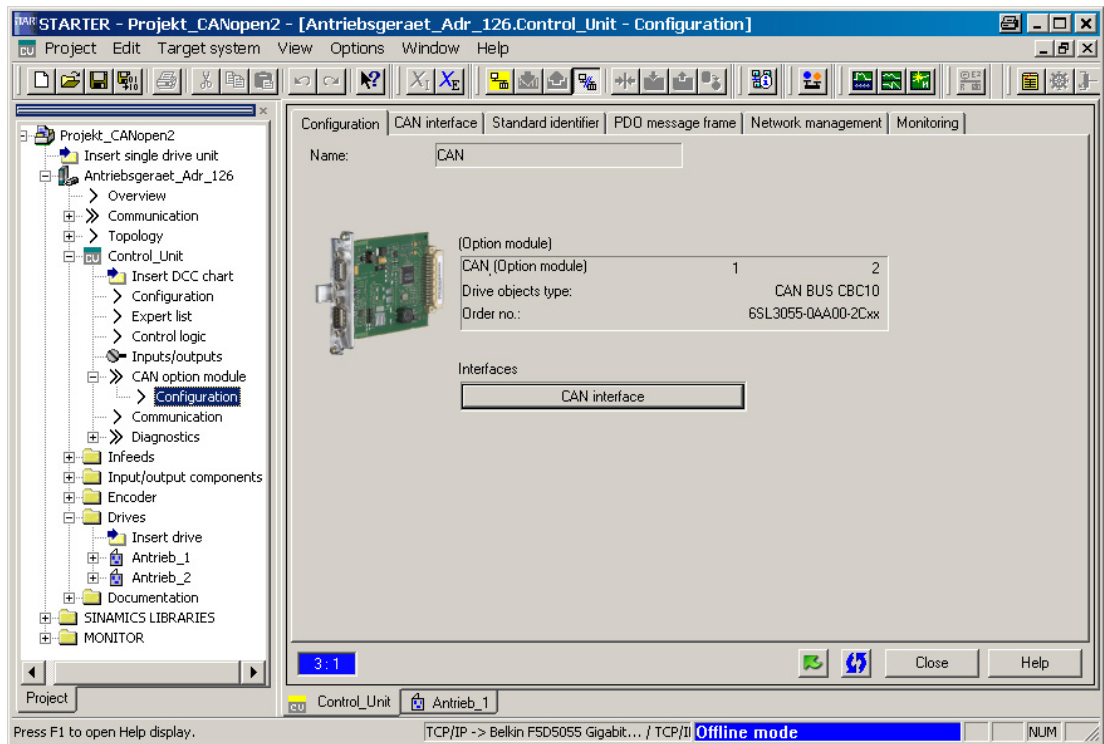 STARTER - Projekt_CANopen2 - [Antriebsgeraet_Adr_126.Control_Unit - Configuration]
Project Edit Target system View Options Window Help
Projekt_CANopen2
Insert single drive unit
Antriebsgeraet_Adr_126
Overview
Communication
Topology
Control_Unit
Insert DCC chart
Configuration
Expert list
Control logic
Inputs/outputs
CAN option module
Configuration
Communication
Diagnostics
Infeeds
Input/output components
Encoder
Drives
Insert drive
Antrieb_1
Antrieb_2
Documentation
SINAMICS LIBRARIES
MONITOR
Project
Configuration CAN interface Standard identifier PDO message frame Network management Monitoring
Name: CAN
(Option module)
CAN (Option module) 1 2
Drive objects type: CAN BUS CBC10
Order no.: 6SL3055-0AA00-2Cxx
Interfaces
CAN interface
3:1 Close Help
CU Control_Unit Antrieb_1
Press F1 to open Help display. TCP/IP -> Belkin F5D5055 Gigabit... / TCP/I Offline mode NUM